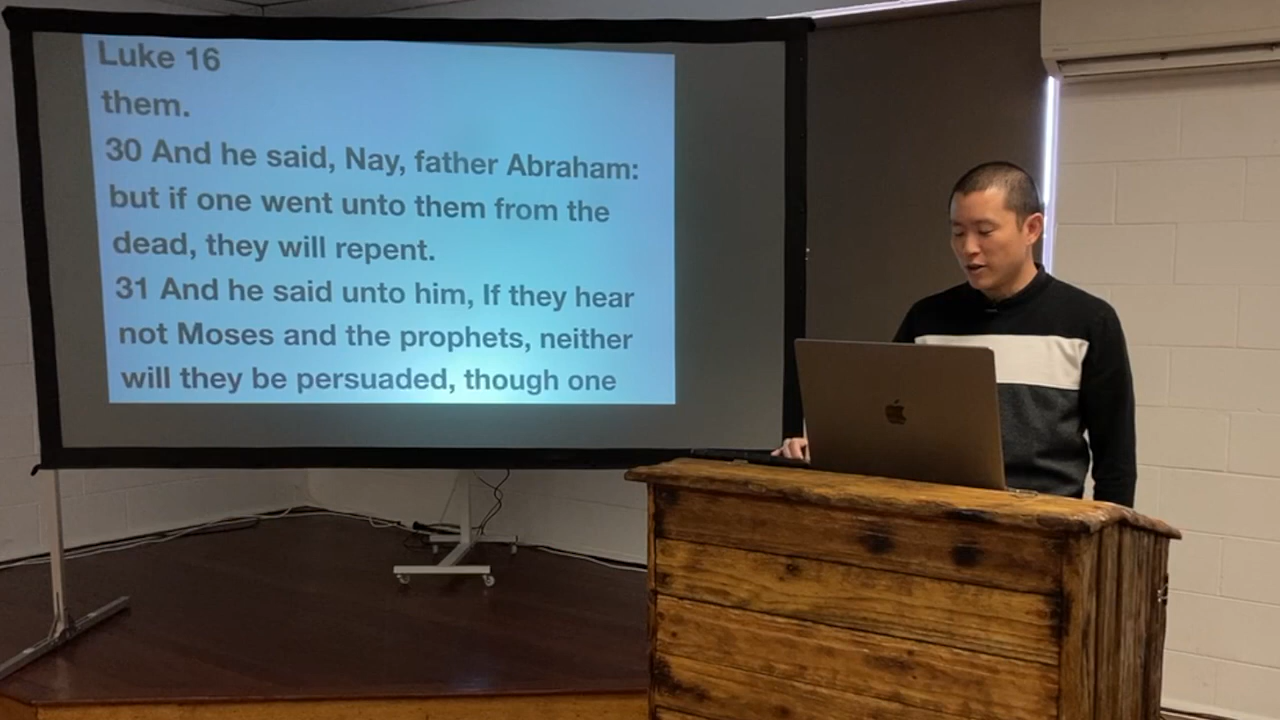 Luke 16
them.
30 And he said, Nay, father Abraham:
but if one went unto them from the
dead, they will repent.
31 And he said unto him, If they hear
not Moses and the prophets, neither
will they be persuaded, though one